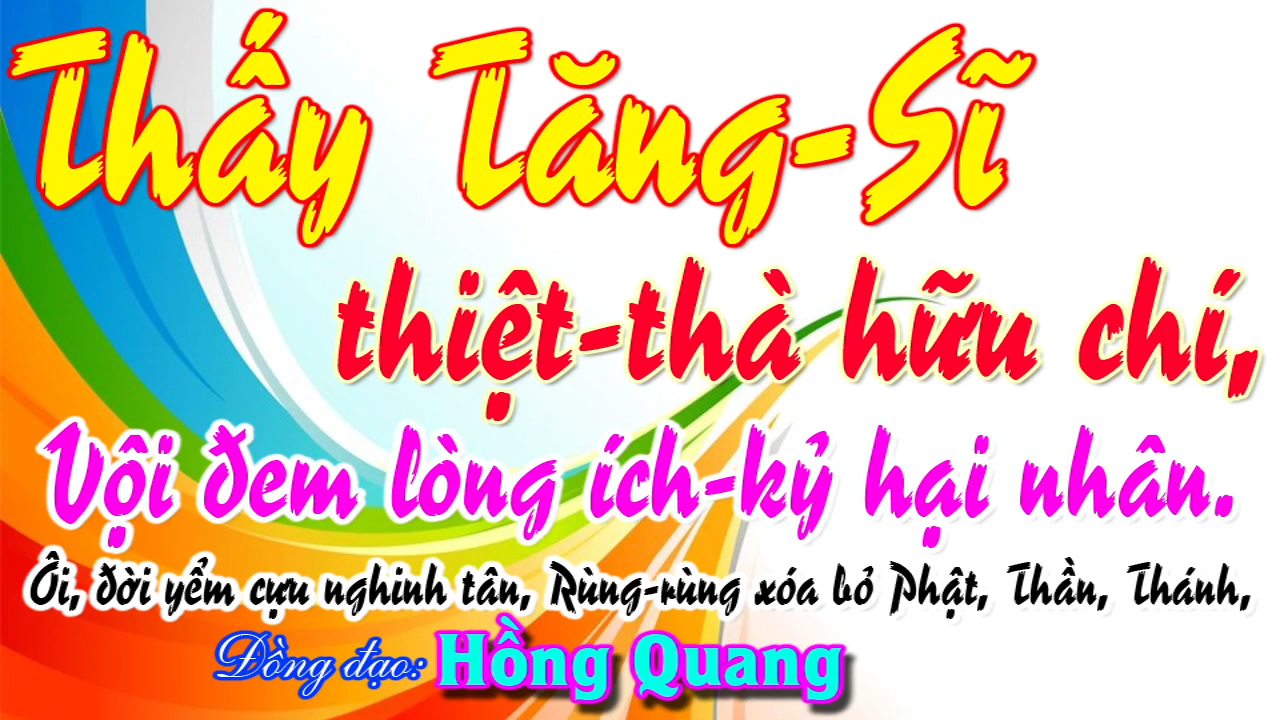 Thấy Tăng-Sĩ
thiệt-thà hữu chí,
Vội đem lòng ích-kỷ hại nhân.
Ôi, đời yểm cựu nghinh tân, Rùng-rùng xóa bỏ Phật, Thần, Thánh,
Đồng đạo: Hồng Quang